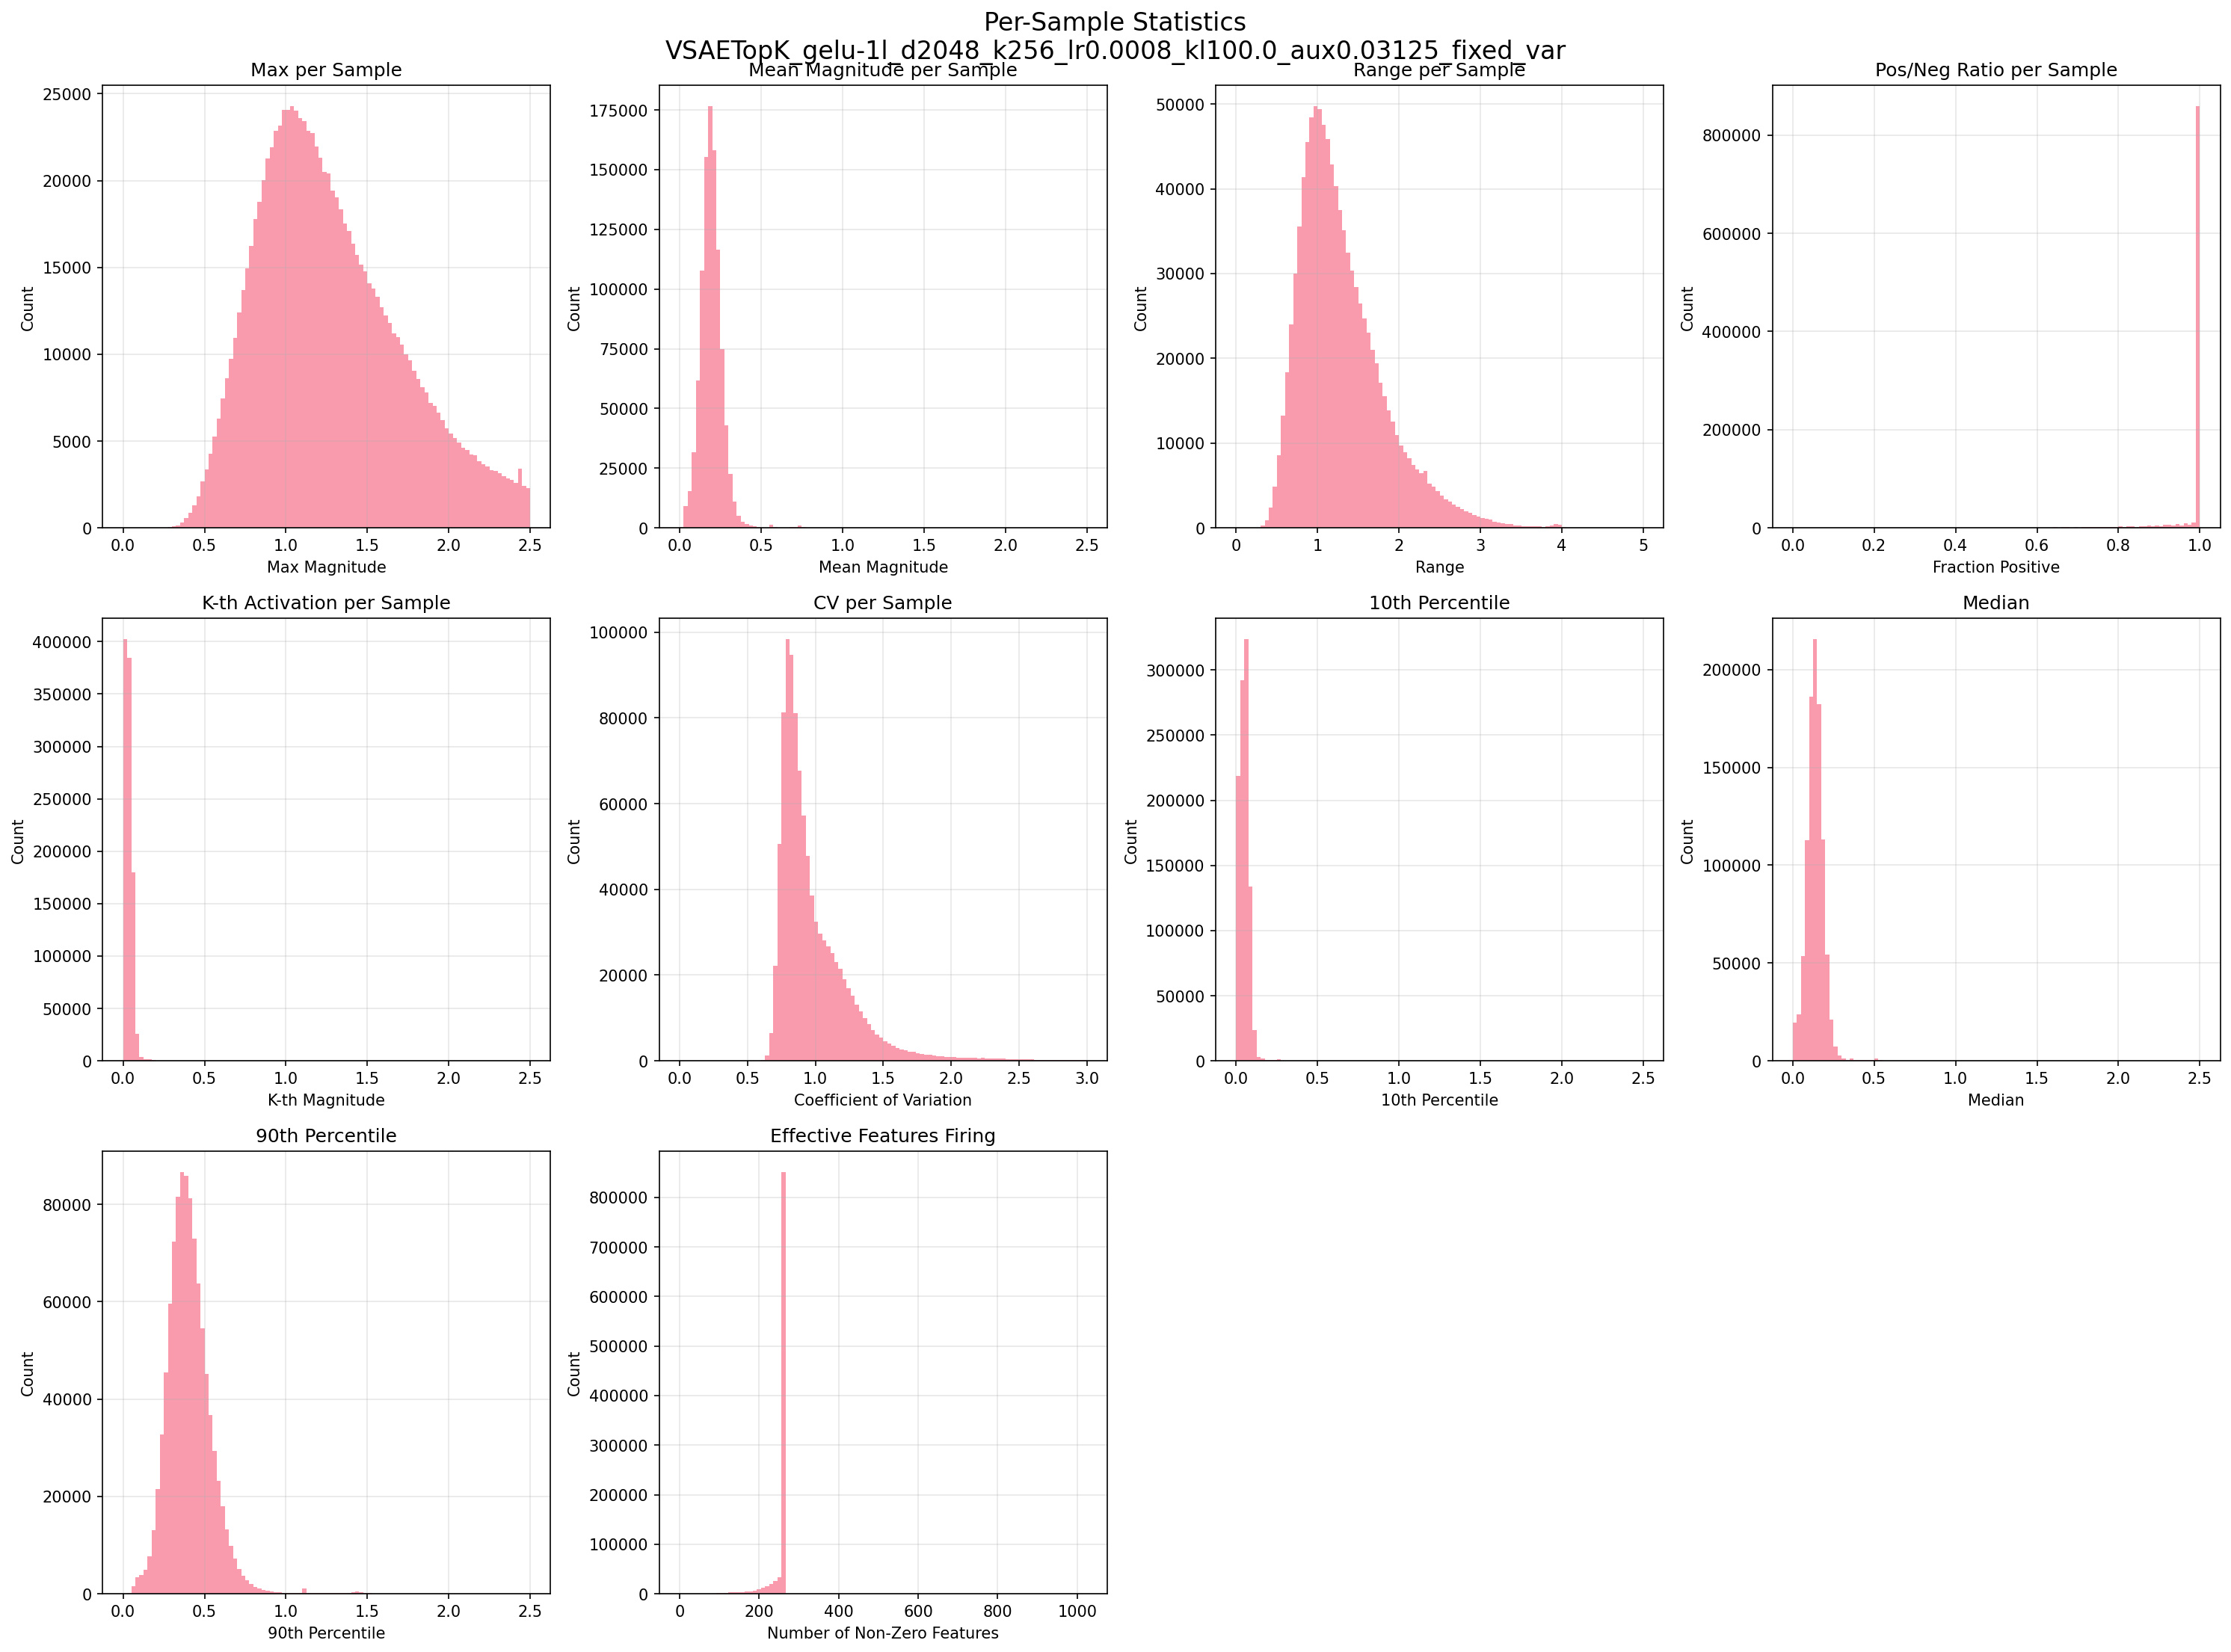 Per-Sample Statistics
VSAETopK_gelu-1l_d2048_k256_lr0.0008_kl100.0_aux0.03125_fixed_var
Max per Sample
25000
20000
15000
10000
5000
0
Count
0.0 0.5 1.0 1.5 2.0 2.5
Max Magnitude
Mean Magnitude per Sample
175000
150000
125000
100000
75000
50000
25000
0
Count
0.0 0.5 1.0 1.5 2.0 2.5
Mean Magnitude
Range per Sample
50000
40000
30000
20000
10000
0
Count
0 1 2 3 4 5
Range
Pos/Neg Ratio per Sample
800000
600000
400000
200000
0
Count
0.0 0.2 0.4 0.6 0.8 1.0
Fraction Positive
K-th Activation per Sample
400000
350000
300000
250000
200000
150000
100000
50000
0
Count
0.0 0.5 1.0 1.5 2.0 2.5
K-th Magnitude
CV per Sample
100000
80000
60000
40000
20000
0
Count
0.0 0.5 1.0 1.5 2.0 2.5 3.0
Coefficient of Variation
10th Percentile
300000
250000
200000
150000
100000
50000
0
Count
0.0 0.5 1.0 1.5 2.0 2.5
10th Percentile
Median
200000
150000
100000
50000
0
Count
0.0 0.5 1.0 1.5 2.0 2.5
Median
90th Percentile
80000
60000
40000
20000
0
Count
0.0 0.5 1.0 1.5 2.0 2.5
90th Percentile
Effective Features Firing
800000
700000
600000
500000
400000
300000
200000
100000
0
Count
0 200 400 600 800 1000
Number of Non-Zero Features